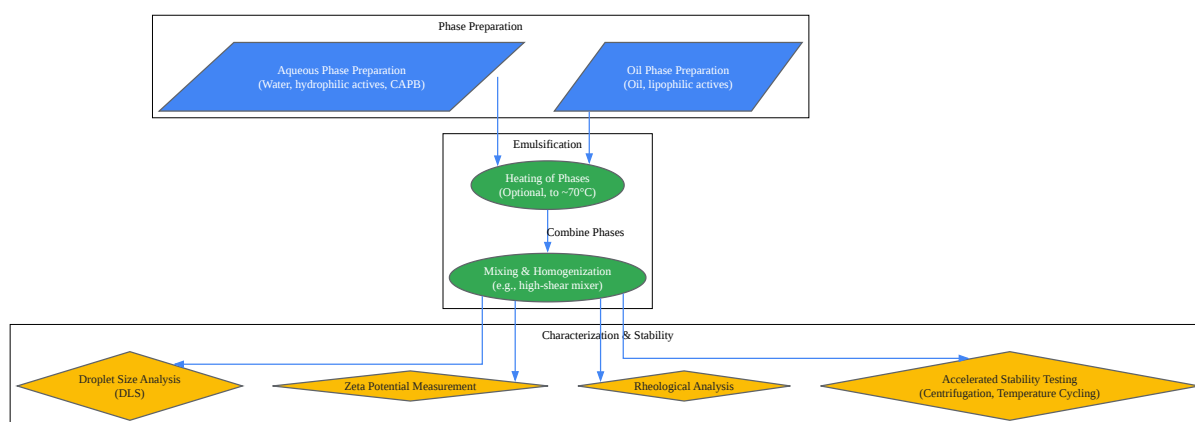 Phase Preparation
Aqueous Phase Preparation
(Water, hydrophilic actives, CAPB)
Oil Phase Preparation
(Oil, lipophilic actives)
Emulsification
Heating of Phases
(Optional, to ~70°C)
Combine Phases
Mixing & Homogenization
(e.g., high-shear mixer)
Characterization & Stability
Droplet Size Analysis
(DLS)
Zeta Potential Measurement
Rheological Analysis
Accelerated Stability Testing
(Centrifugation, Temperature Cycling)